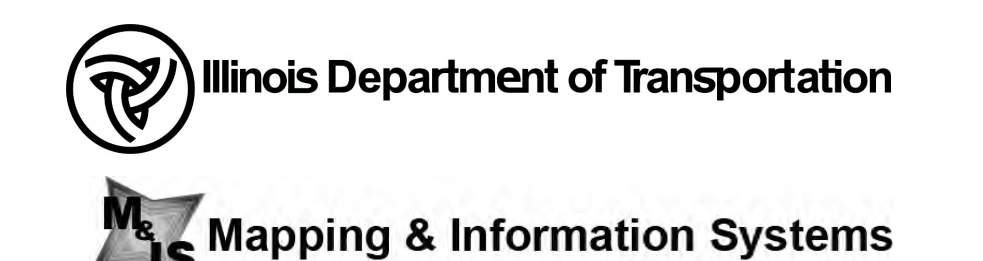 Illinois Department of Transportation
M&IS Mapping & Information Systems